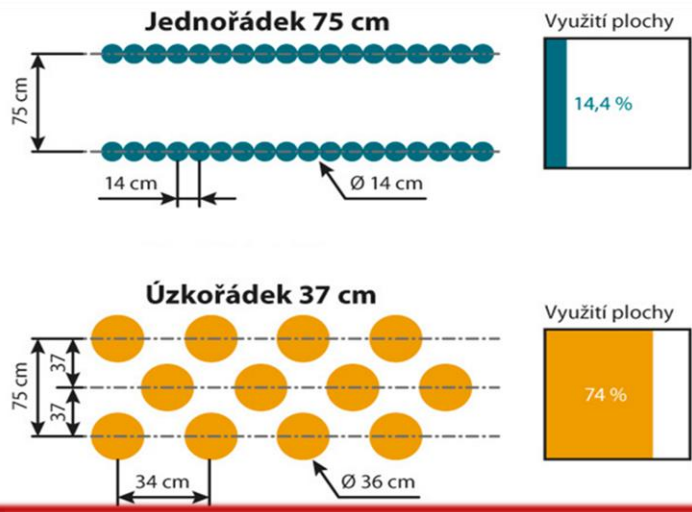 Jednořádek 75 cm
Využití plochy
75 cm
14,4 %
14 cm
Ø 14 cm
Úzkořádek 37 cm
Využití plochy
75 cm
37
37
74 %
34 cm
Ø 36 cm